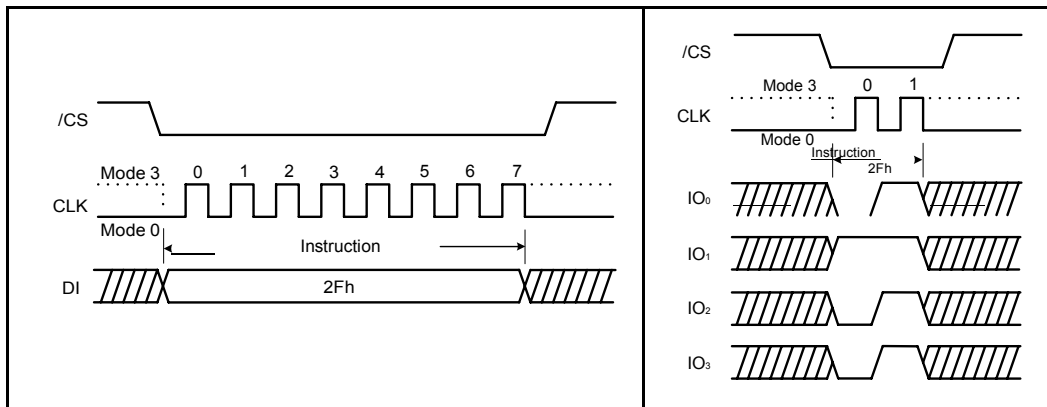 /CS
Mode 3 0 1 2 3 4 5 6 7
CLK
Mode 0
Instruction
DI 2Fh
/CS
Mode 3 0 1
CLK
Mode 0
Instruction
2Fh
IO₀
IO₁
IO₂
IO₃